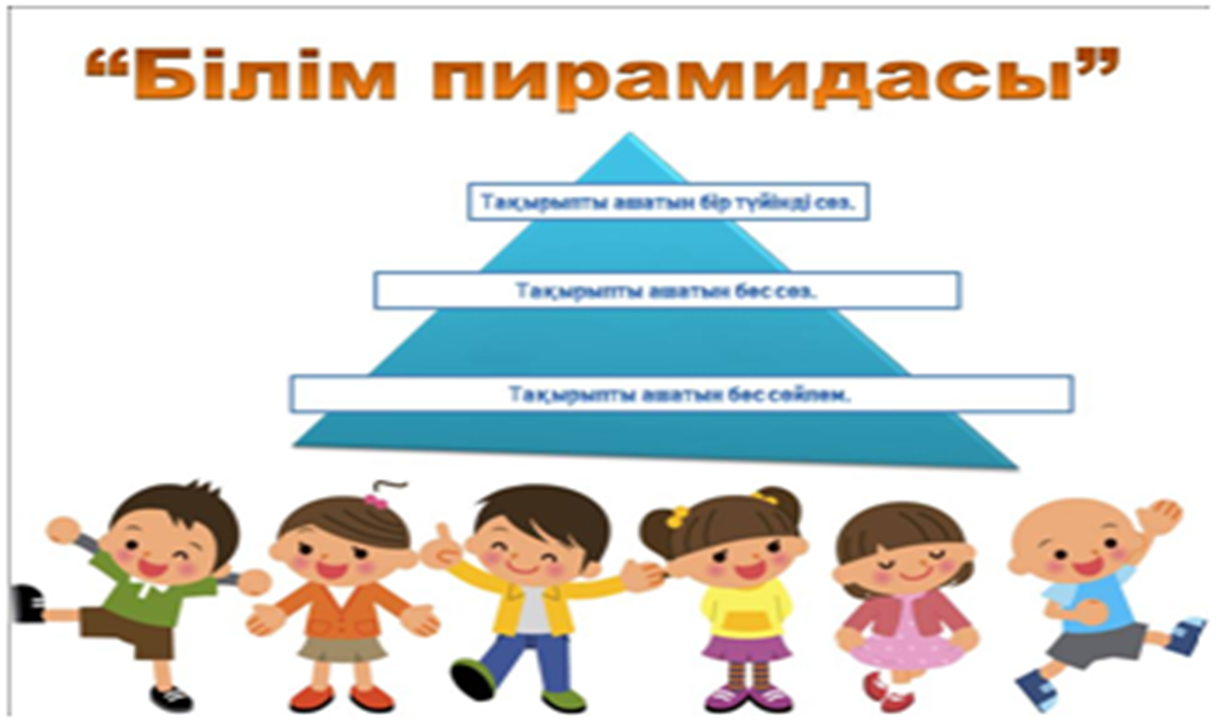 “Білім пирамидасы”
Тақырыпты ашатын бір түйінді сөз.
Тақырыпты ашатын бес сөз.
Тақырыпты ашатын бес сөйлем.